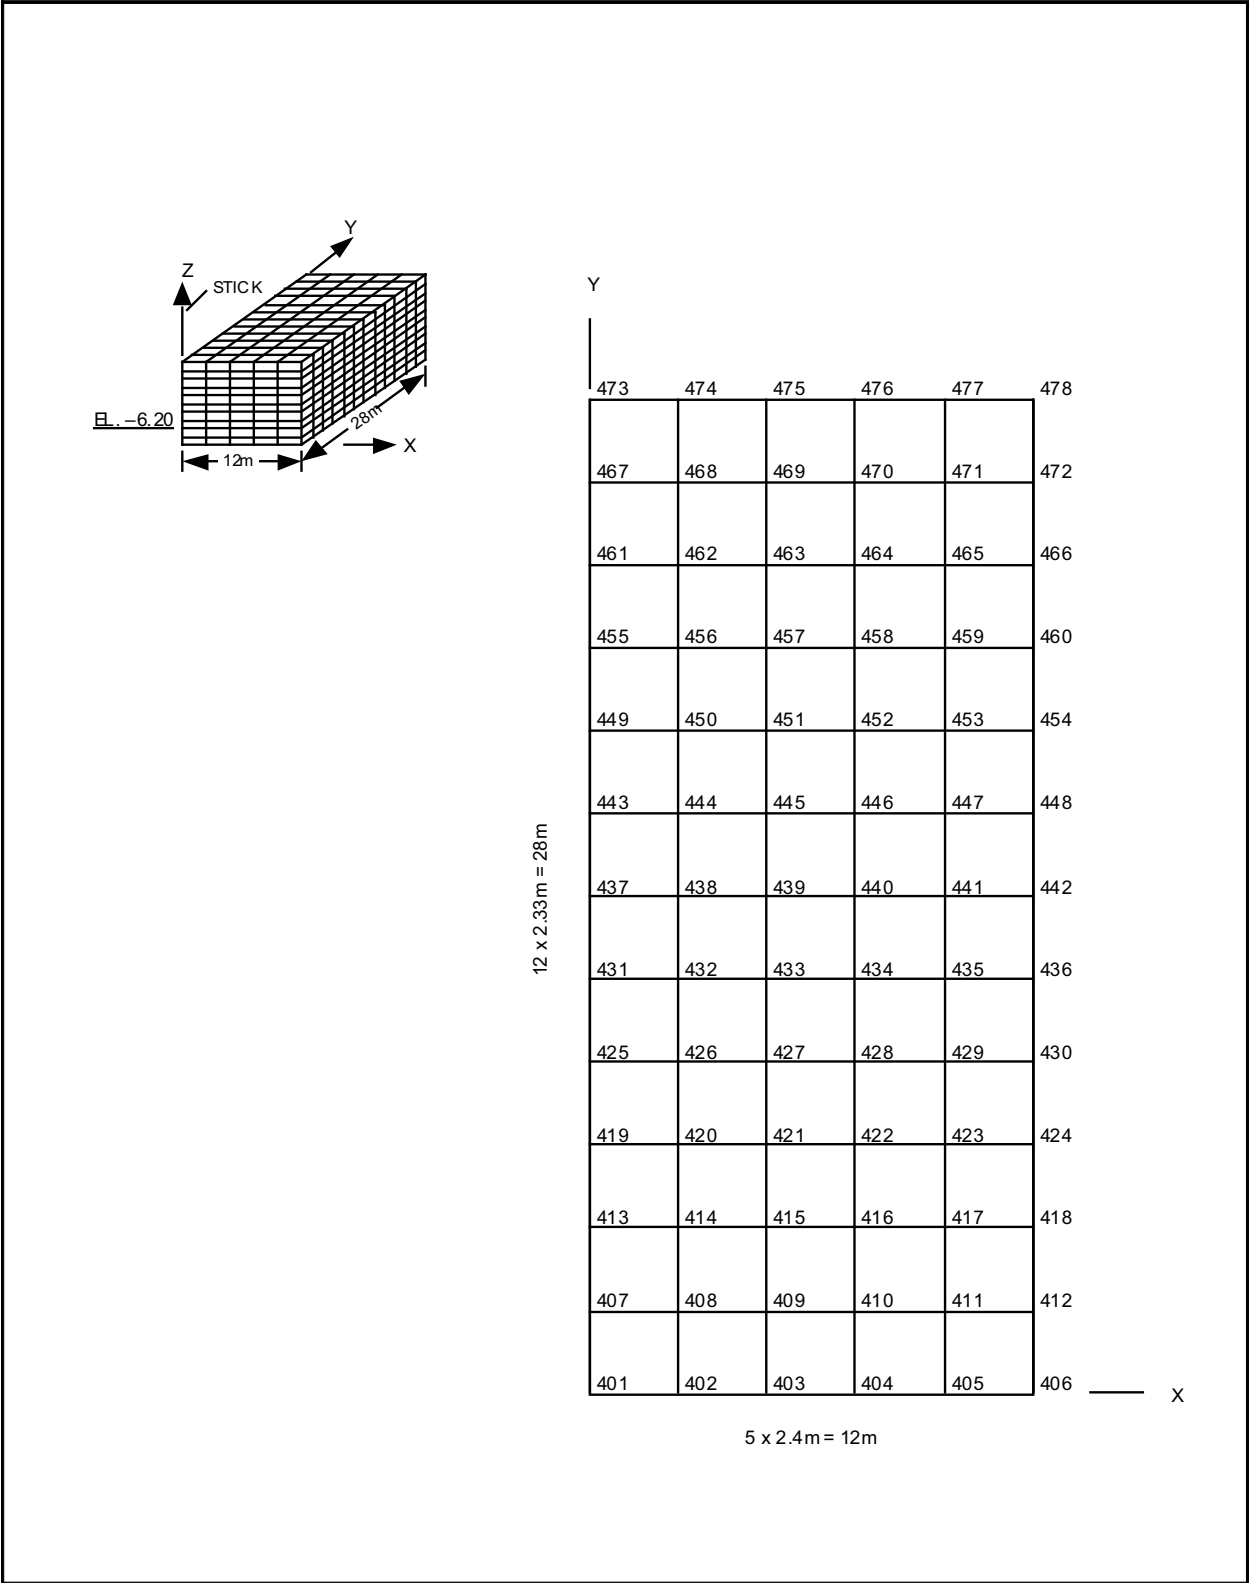 Y
Z
STICK
EL. –6.20
28m
X
12m
Y
473 474 475 476 477 478
467 468 469 470 471 472
461 462 463 464 465 466
455 456 457 458 459 460
449 450 451 452 453 454
443 444 445 446 447 448
437 438 439 440 441 442
431 432 433 434 435 436
425 426 427 428 429 430
419 420 421 422 423 424
413 414 415 416 417 418
407 408 409 410 411 412
401 402 403 404 405 406
X
12 x 2.33m = 28m
5 x 2.4m = 12m